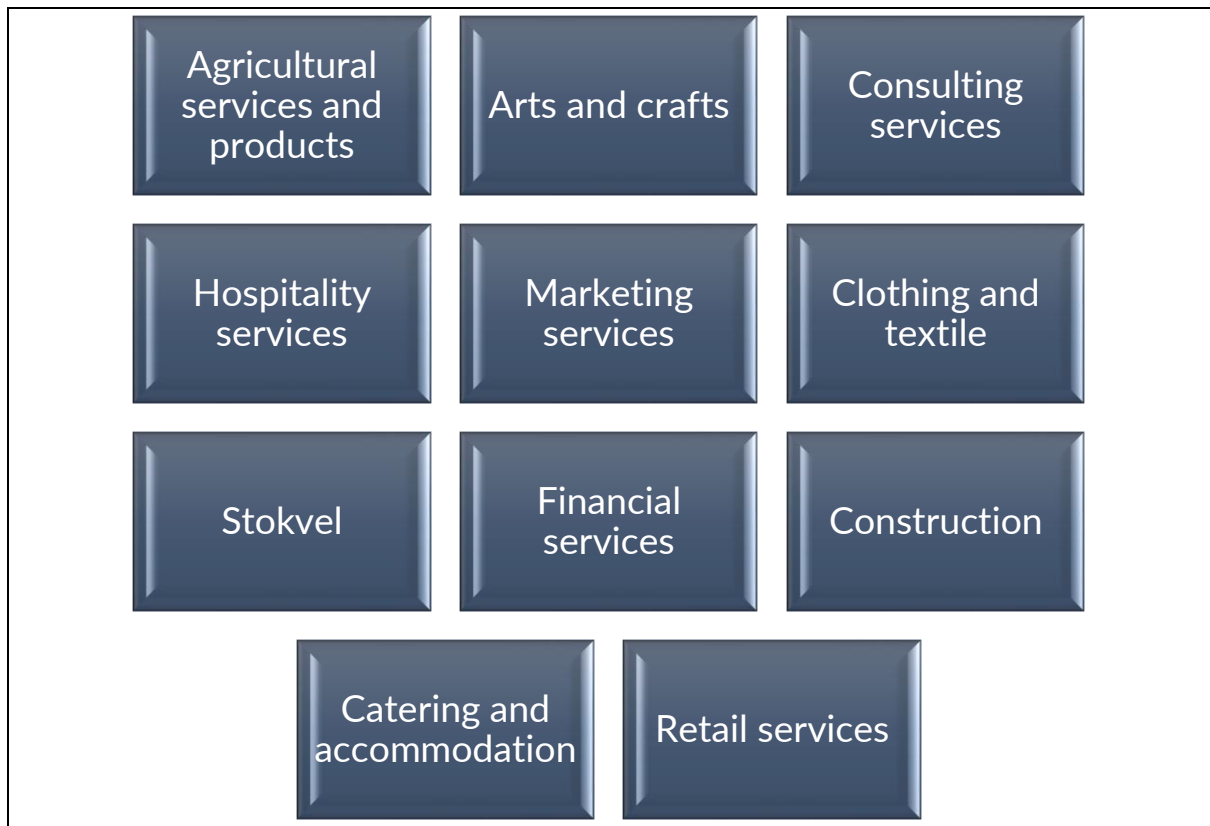 Agricultural
services and
products
Arts and crafts
Consulting
services
Hospitality
services
Marketing
services
Clothing and
textile
Stokvel
Financial
services
Construction
Catering and
accommodation
Retail services